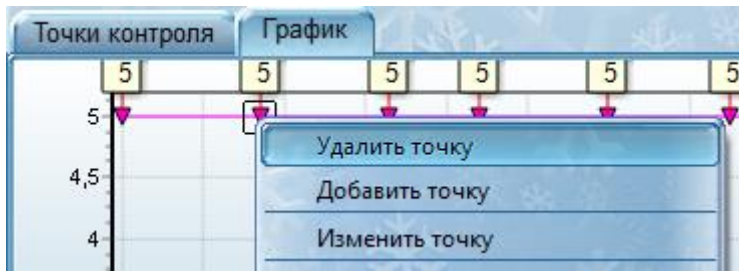 Точки контроля График
5 5 5 5 5 5
5
Удалить точку
4,5
Добавить точку
4
Изменить точку